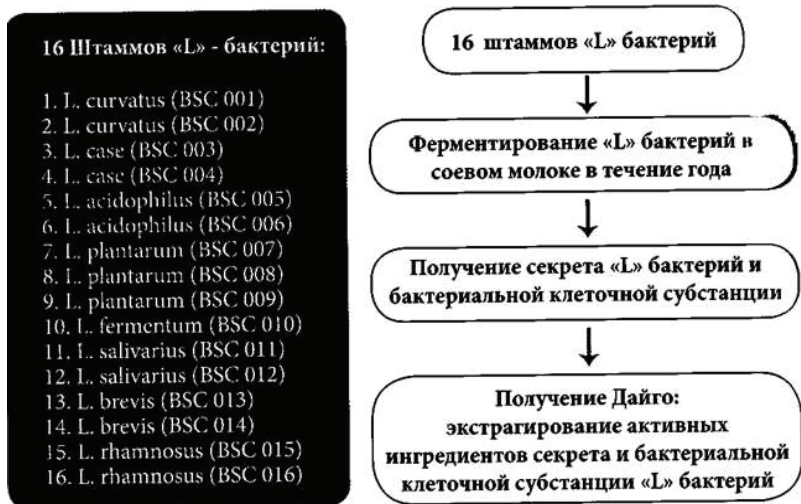 16 Штаммов «L» - бактерий:
1. L. curvatus (BSC 001)
2. L. curvatus (BSC 002)
3. L. case (BSC 003)
4. L. case (BSC 004)
5. L. acidophilus (BSC 005)
6. L. acidophilus (BSC 006)
7. L. plantarum (BSC 007)
8. L. plantarum (BSC 008)
9. L. plantarum (BSC 009)
10. L. fermentum (BSC 010)
11. L. salivarius (BSC 011)
12. L. salivarius (BSC 012)
13. L. brevis (BSC 013)
14. L. brevis (BSC 014)
15. L. rhamnosus (BSC 015)
16. L. rhamnosus (BSC 016)
16 штаммов «L» бактерий
Ферментирование «L» бактерий в
соевом молоке в течение года
Получение секрета «L» бактерий и
бактериальной клеточной субстанции
Получение Дайго:
экстрагирование активных
ингредиентов секрета и бактериальной
клеточной субстанции «L» бактерий